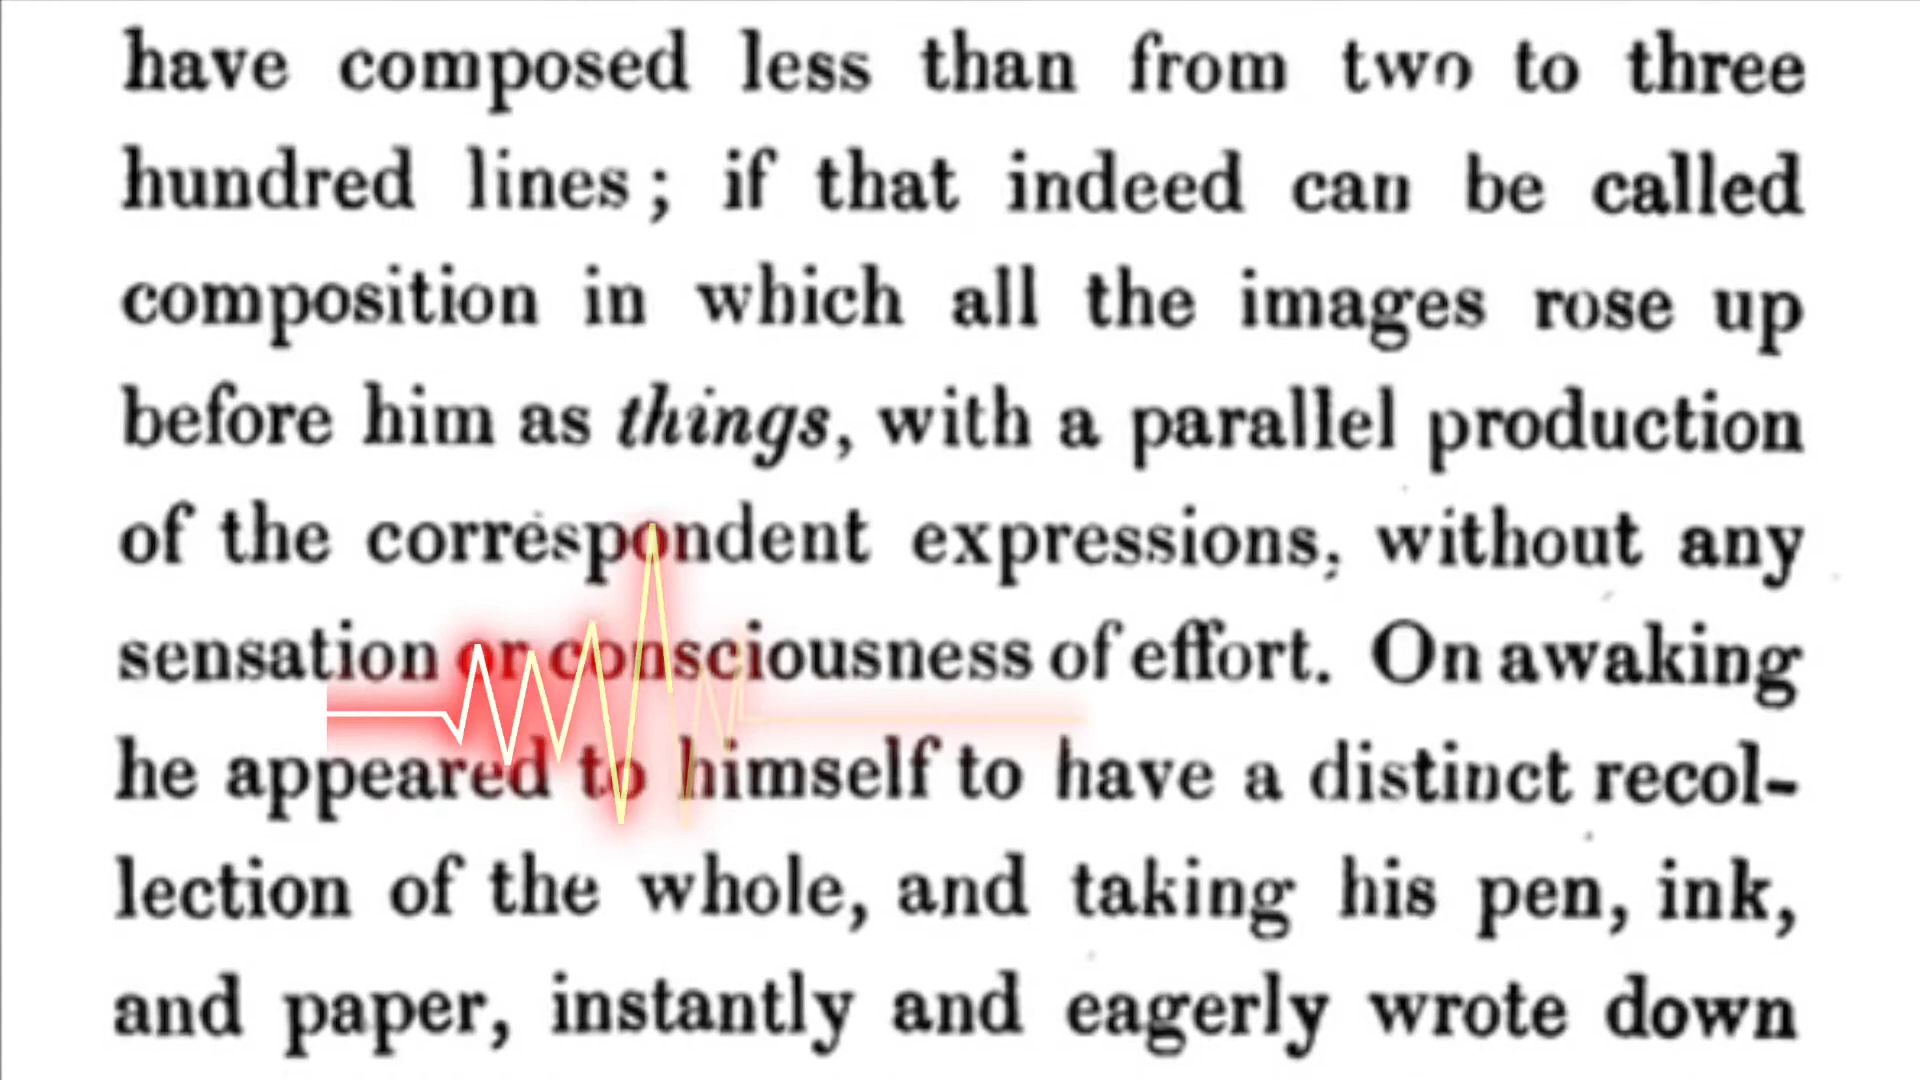 have composed less than from two to three
hundred lines; if that indeed can be called
composition in which all the images rose up
before him as things, with a parallel production
of the correspondent expressions, without any
sensation or consciousness of effort. On awaking
he appeared to himself to have a distinct recol-
lection of the whole, and taking his pen, ink,
and paper, instantly and eagerly wrote down